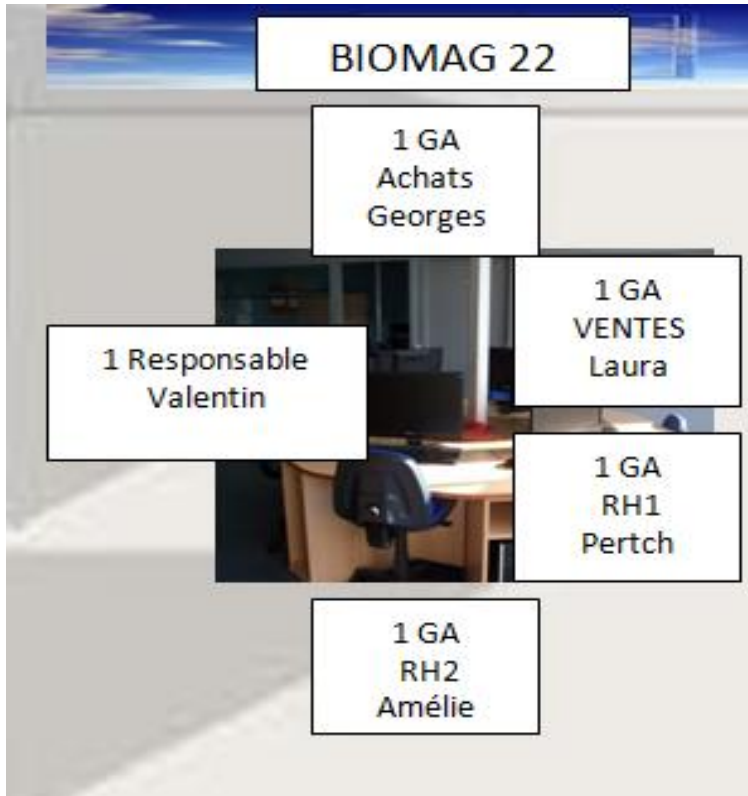 BIOMAG 22
1 GA
Achats
Georges
1 GA
VENTES
Laura
1 Responsable
Valentin
1 GA
RH1
Pertch
1 GA
RH2
Amélie